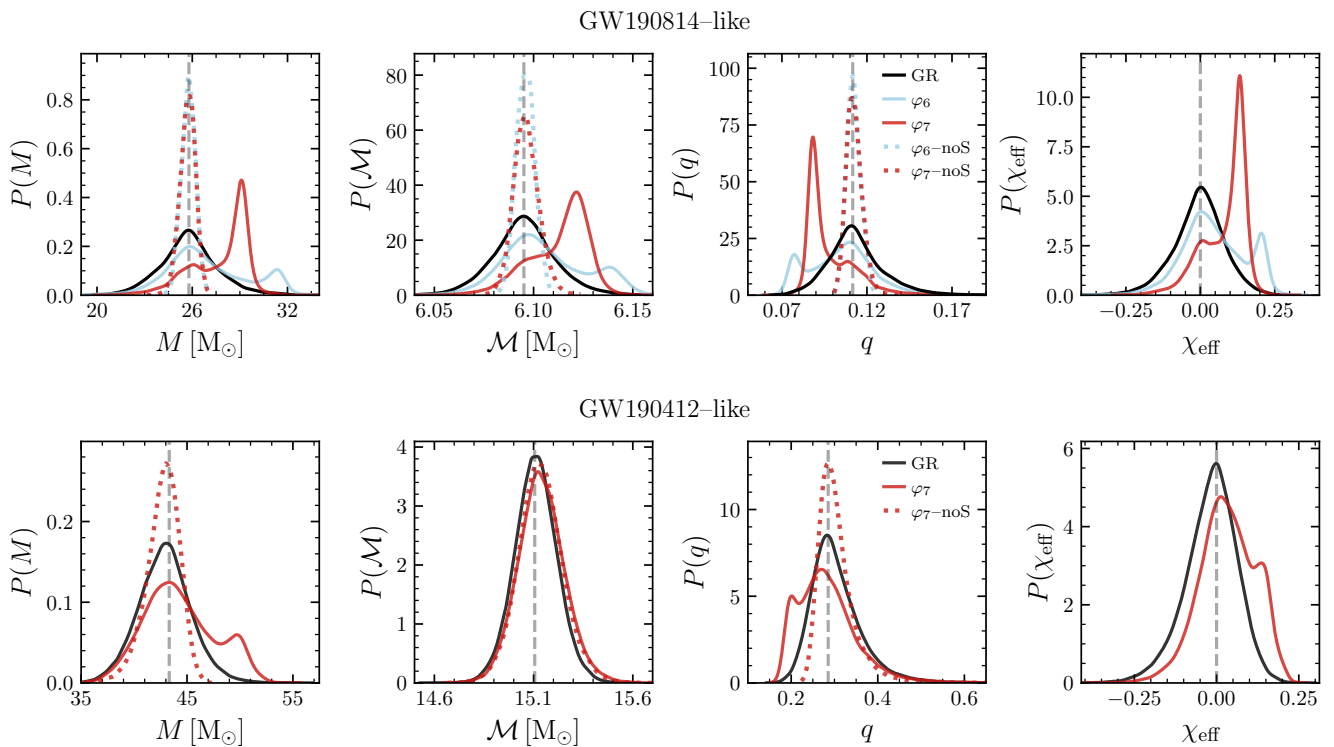 GW190814–like
P(M)
0.8
0.6
0.4
0.2
0.0
20 26 32
M [M⊙]
P(ℳ)
80
60
40
20
0
6.05 6.10 6.15
ℳ [M⊙]
P(q)
100
75
50
25
0
0.07 0.12 0.17
q
GR
φ6
φ7
φ6–noS
φ7–noS
P(χeff)
10.0
7.5
5.0
2.5
0.0
−0.25 0.00 0.25
χeff
GW190412–like
P(M)
0.2
0.1
0.0
35 45 55
M [M⊙]
P(ℳ)
4
3
2
1
0
14.6 15.1 15.6
ℳ [M⊙]
P(q)
10
5
0
0.2 0.4 0.6
q
GR
φ7
φ7–noS
P(χeff)
6
4
2
0
−0.25 0.00 0.25
χeff